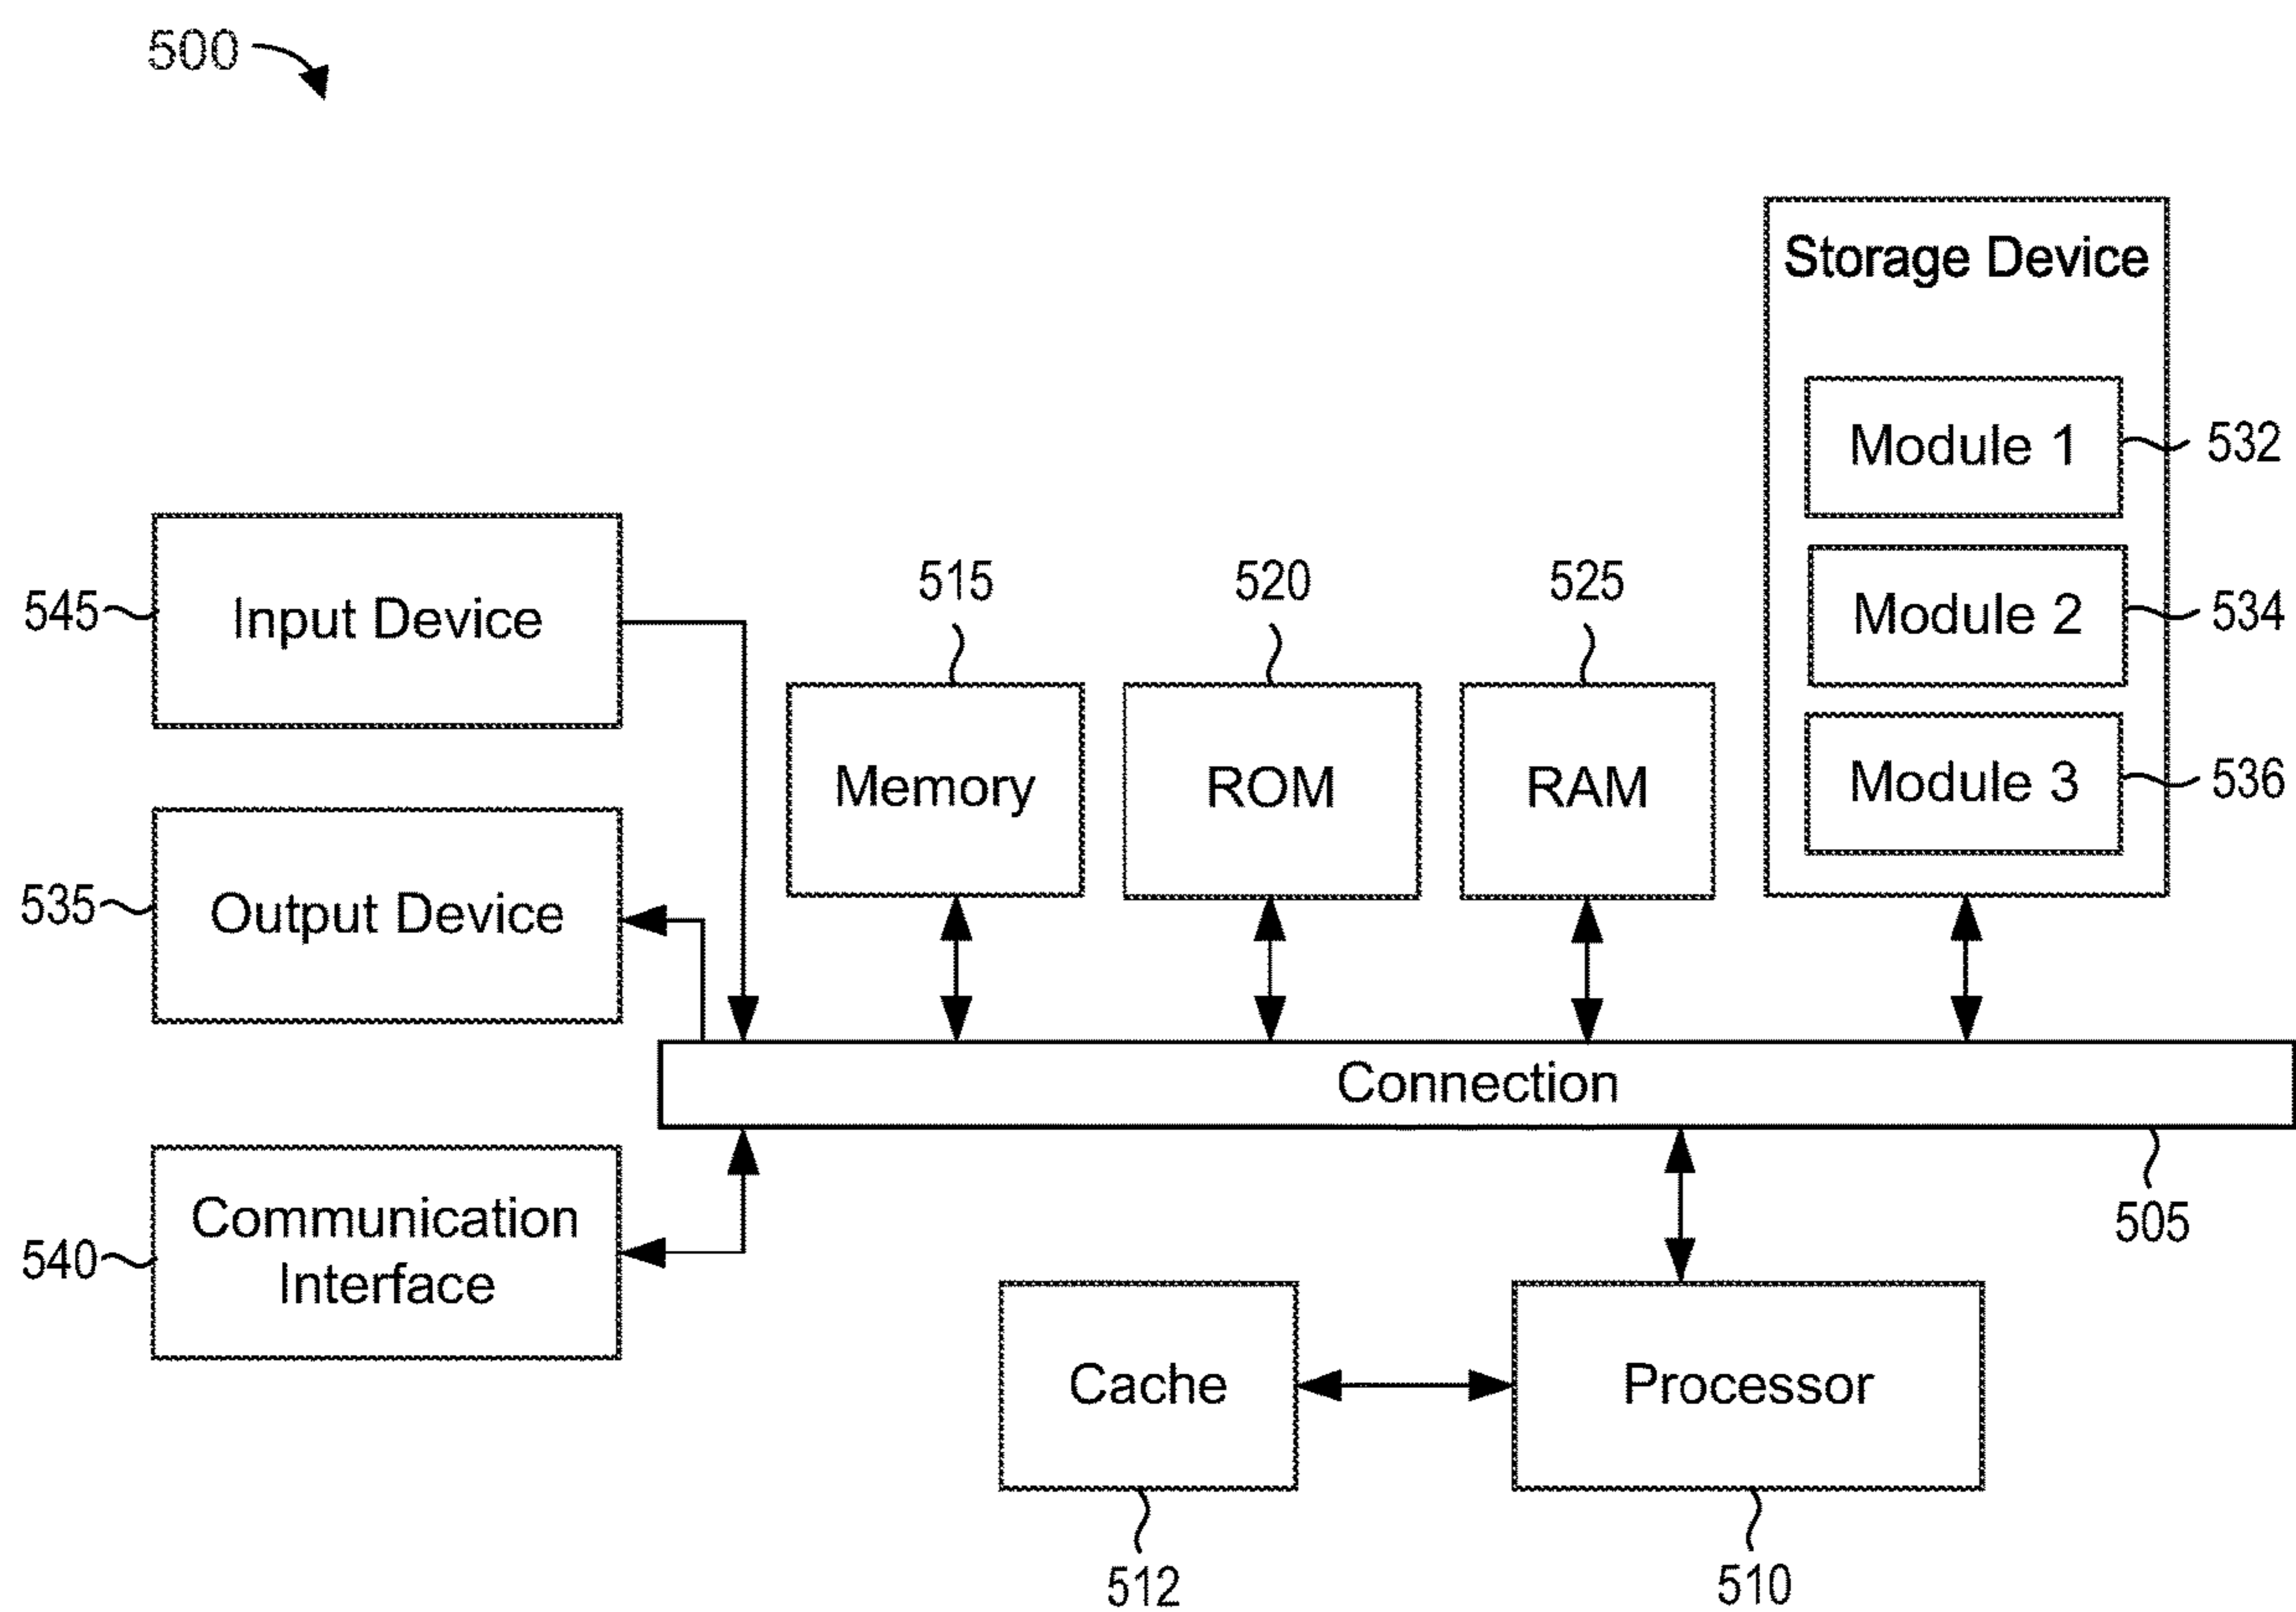 500
Storage Device
Module 1
532
Module 2
534
Module 3
536
545
Input Device
515
520
525
Memory
ROM
RAM
535
Output Device
Connection
505
540
Communication
Interface
Cache
Processor
512
510